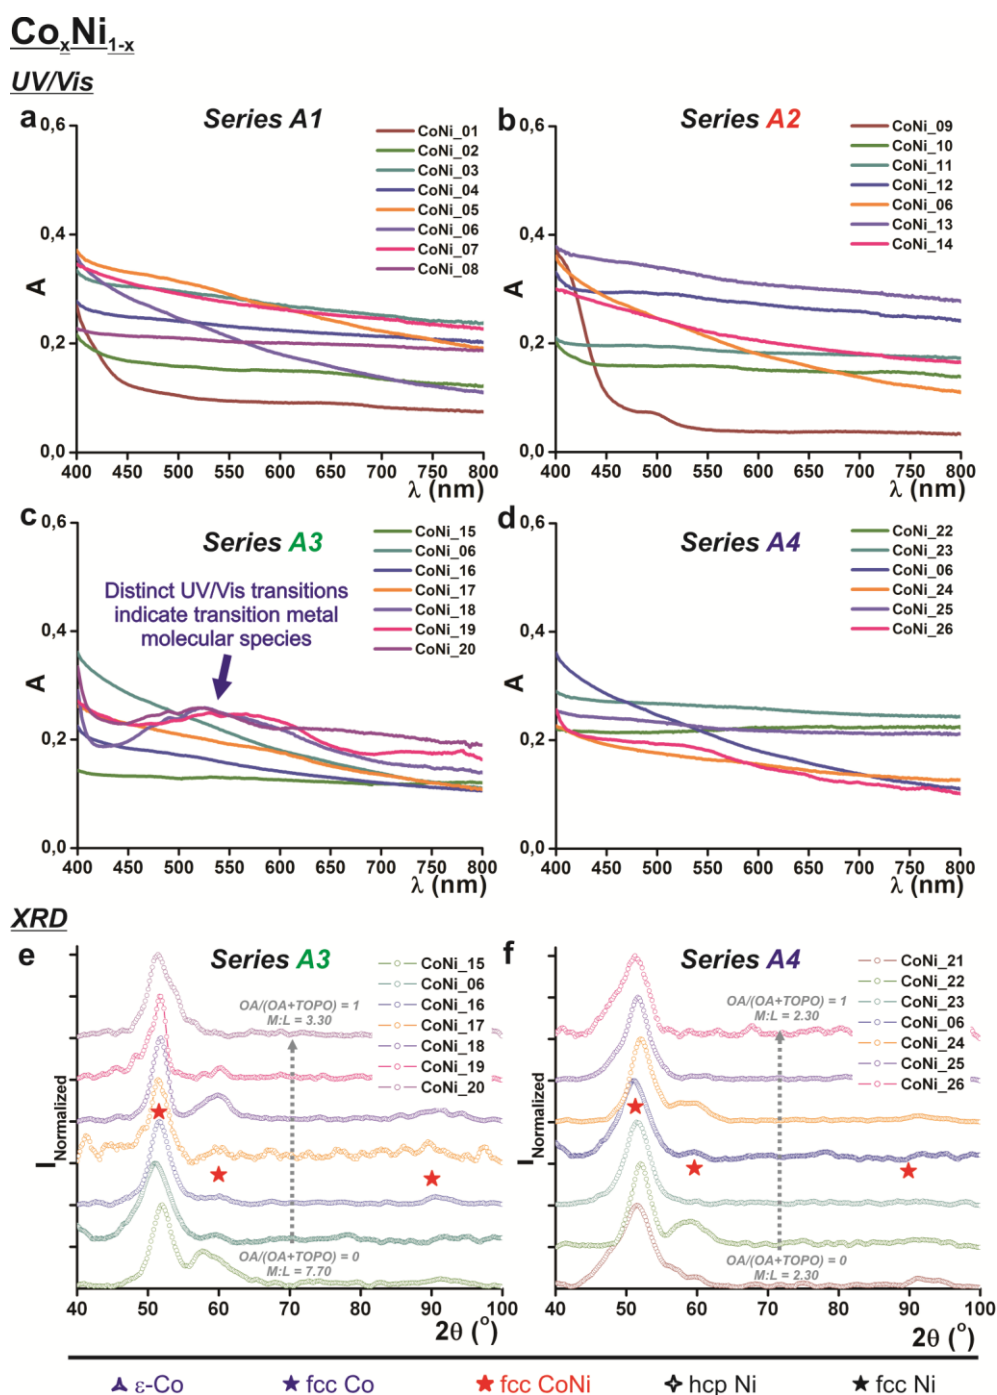 CoxNi1-x
UV/Vis
a
Series A1
0,6
0,4
0,2
0,0
A
400 450 500 550 600 650 700 750 800
λ (nm)
CoNi_01
CoNi_02
CoNi_03
CoNi_04
CoNi_05
CoNi_06
CoNi_07
CoNi_08
b
Series A2
0,6
0,4
0,2
0,0
A
400 450 500 550 600 650 700 750 800
λ (nm)
CoNi_09
CoNi_10
CoNi_11
CoNi_12
CoNi_06
CoNi_13
CoNi_14
c
Series A3
0,6
0,4
0,2
0,0
A
Distinct UV/Vis transitions
indicate transition metal
molecular species
400 450 500 550 600 650 700 750 800
λ (nm)
CoNi_15
CoNi_06
CoNi_16
CoNi_17
CoNi_18
CoNi_19
CoNi_20
d
Series A4
0,6
0,4
0,2
0,0
A
400 450 500 550 600 650 700 750 800
λ (nm)
CoNi_22
CoNi_23
CoNi_06
CoNi_24
CoNi_25
CoNi_26
XRD
e
Series A3
I Normalized
OA/(OA+TOPO) = 1
M:L = 3.30
OA/(OA+TOPO) = 0
M:L = 7.70
40 50 60 70 80 90 100
2θ (°)
CoNi_15
CoNi_06
CoNi_16
CoNi_17
CoNi_18
CoNi_19
CoNi_20
f
Series A4
I Normalized
OA/(OA+TOPO) = 1
M:L = 2.30
OA/(OA+TOPO) = 0
M:L = 2.30
40 50 60 70 80 90 100
2θ (°)
CoNi_21
CoNi_22
CoNi_23
CoNi_06
CoNi_24
CoNi_25
CoNi_26
ε-Co fcc Co fcc CoNi hcp Ni fcc Ni